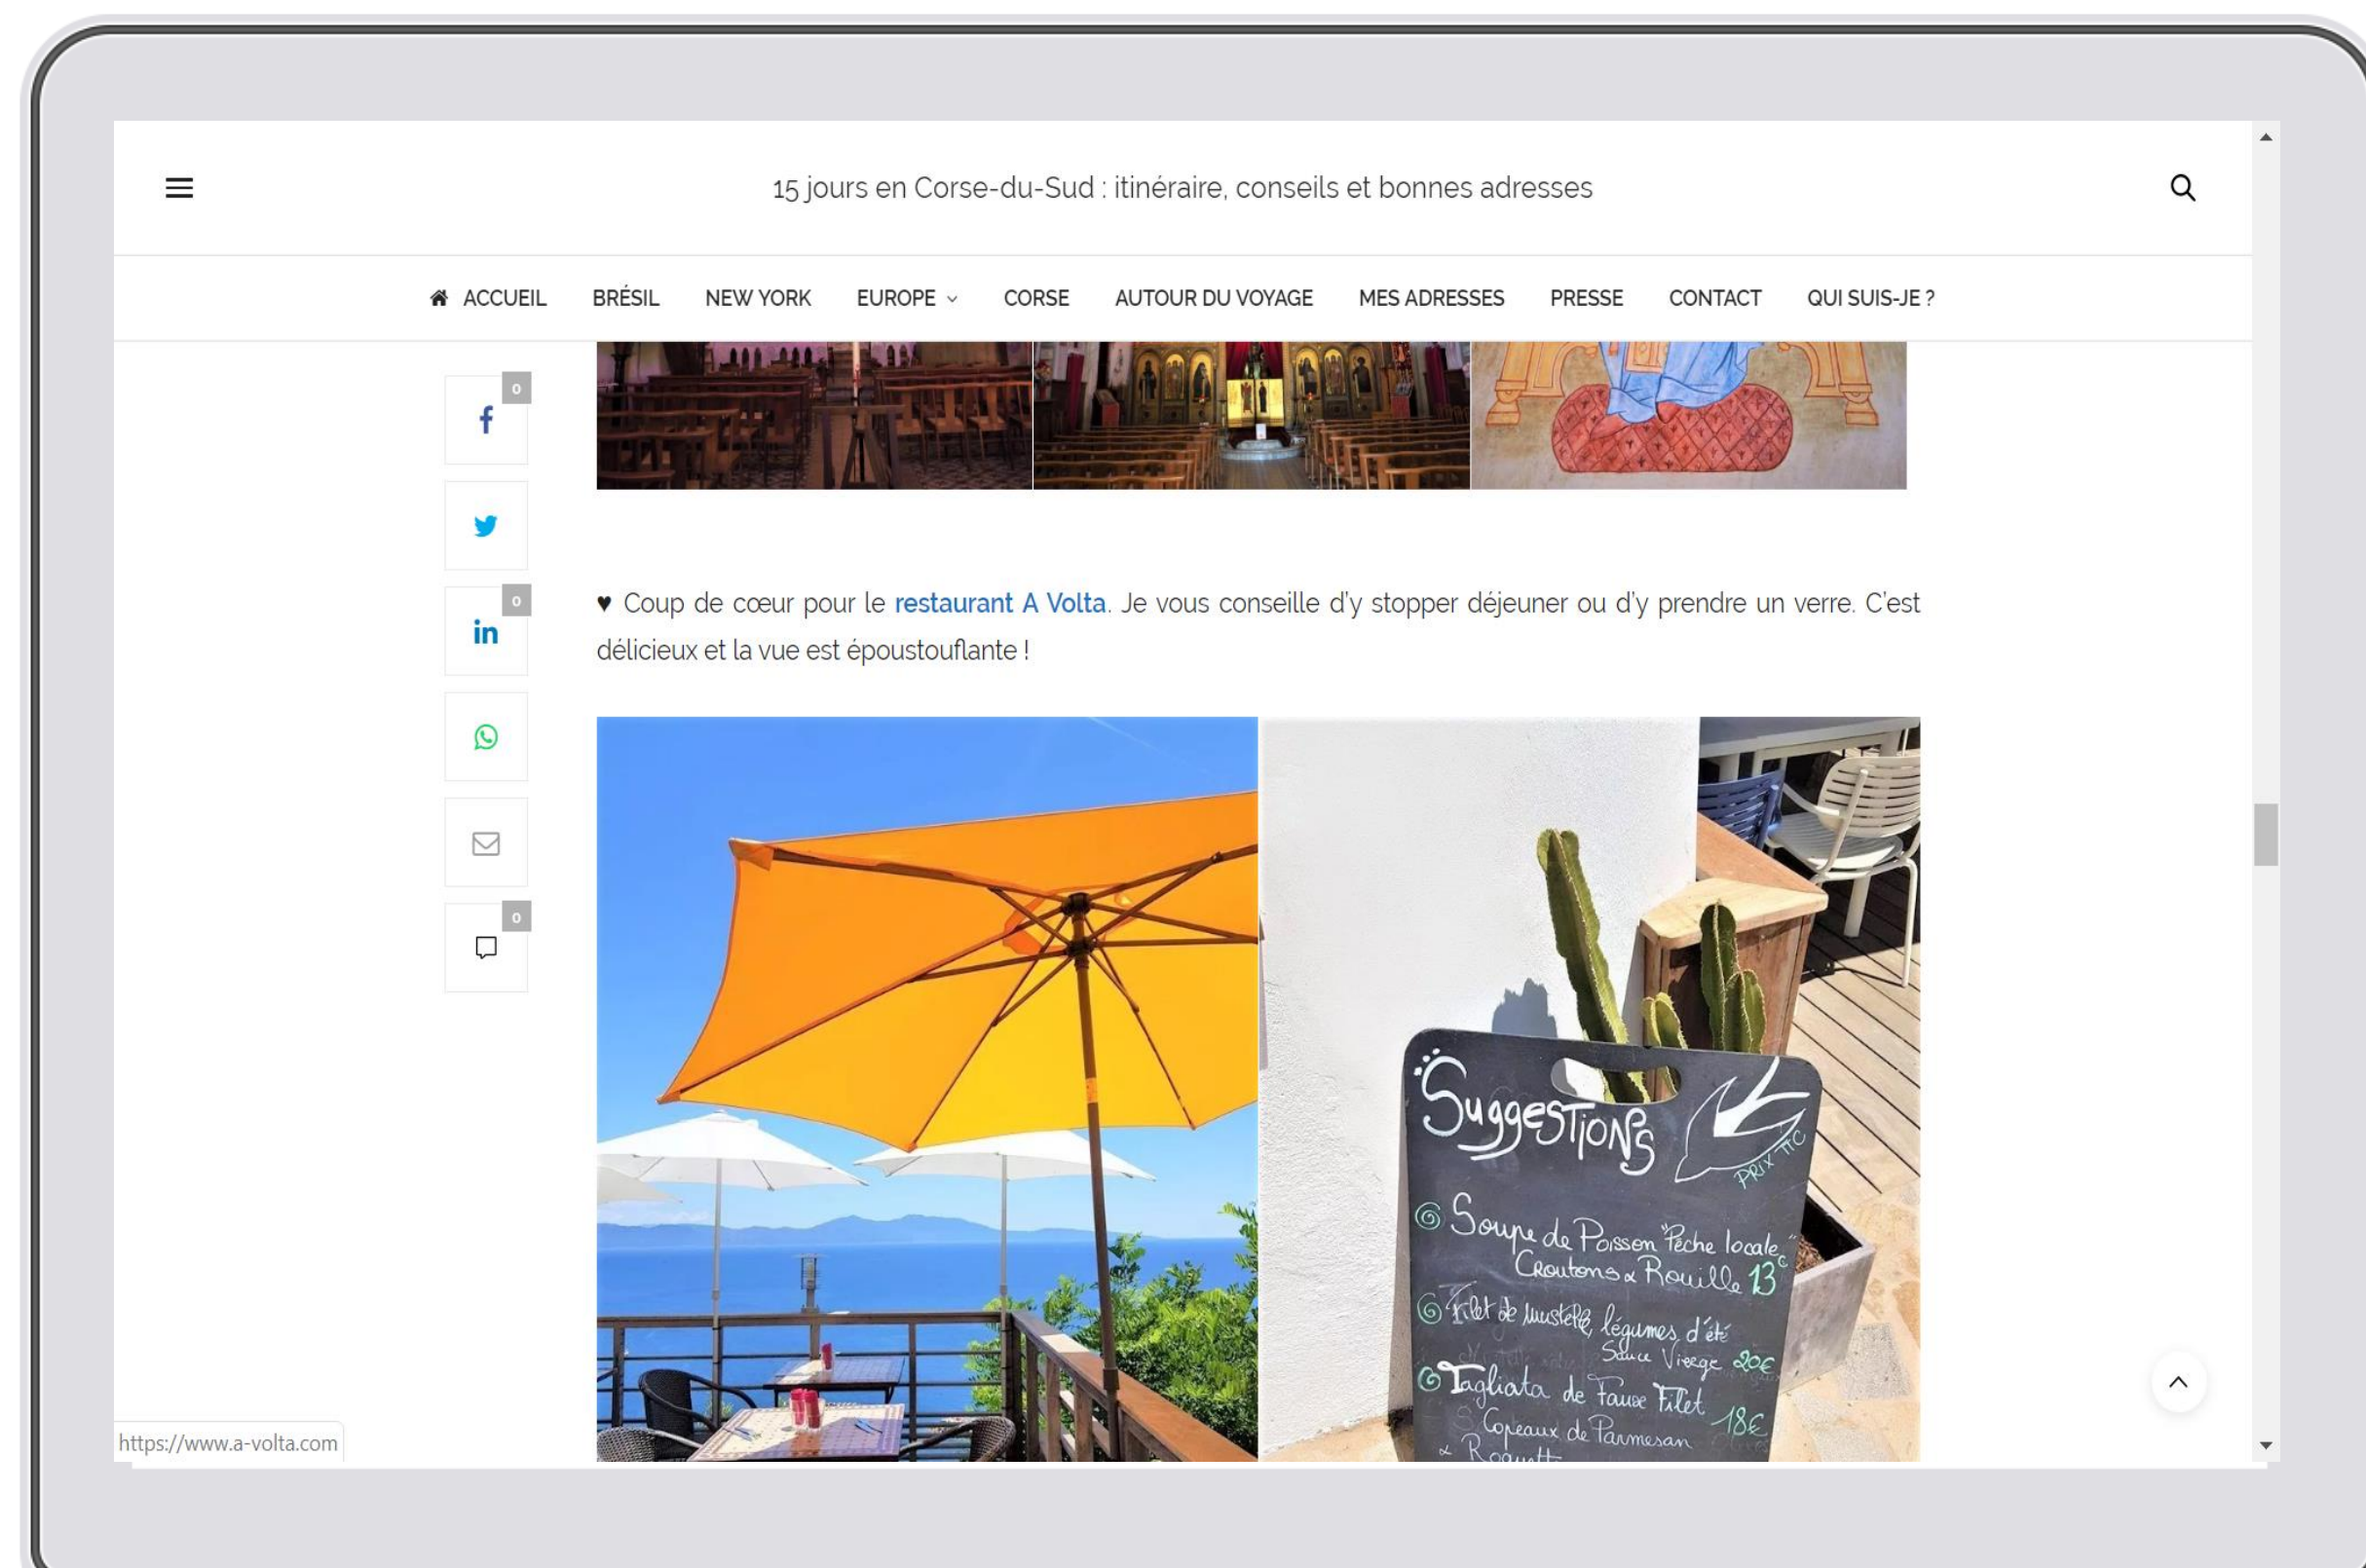 15 jours en Corse-du-Sud : itinéraire, conseils et bonnes adresses
ACCUEIL BRÉSIL NEW YORK EUROPE CORSE AUTOUR DU VOYAGE MES ADRESSES PRESSE CONTACT QUI SUIS-JE ?
0
f
in
0
0
♥ Coup de cœur pour le restaurant A Volta. Je vous conseille d'y stopper déjeuner ou d'y prendre un verre. C'est
délicieux et la vue est époustouflante !
SuggesTioNs
PRIX TTC
Soupe de Poisson "Pêche locale"
Croutons & Rouille 13€
Filet de mustelle, légumes d'été
Sauce Vierge 20€
Tagliata de Faux Filet 18€
Copeaux de Parmesan
https://www.a-volta.com